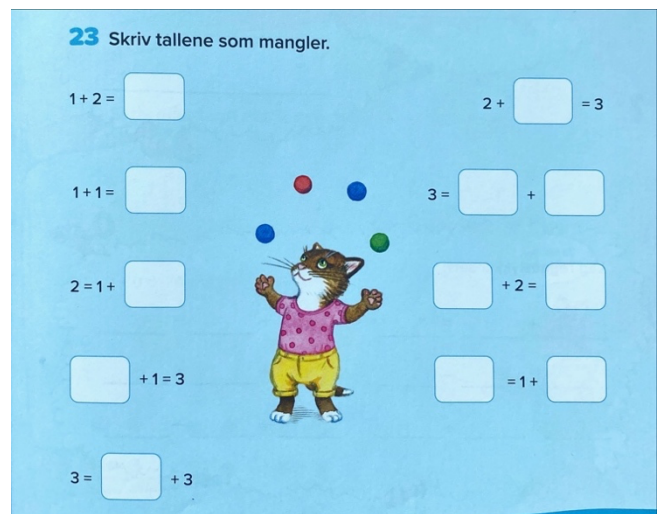 23 Skriv tallene som mangler.
1 + 2 =
2 + = 3
1 + 1 =
3 = +
2 = 1 +
+ 2 =
+ 1 = 3
= 1 +
3 = + 3